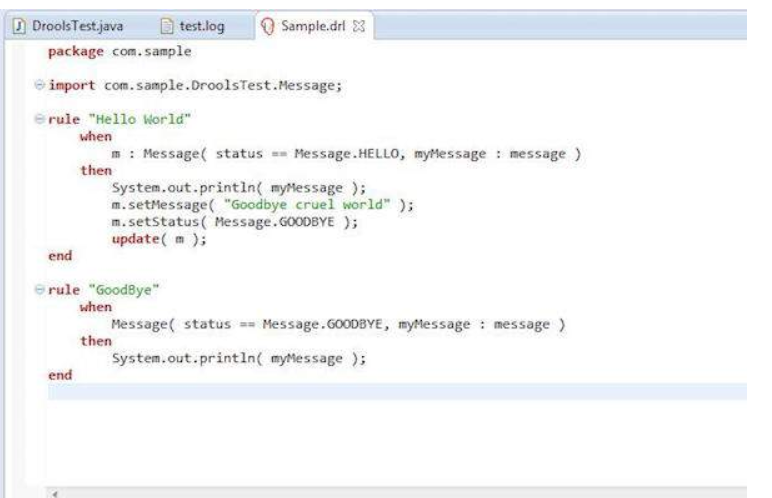 DroolsTest.java test.log Sample.drl
package com.sample
import com.sample.DroolsTest.Message;
rule "Hello World"
when
m : Message( status == Message.HELLO, myMessage : message )
then
System.out.println( myMessage );
m.setMessage( "Goodbye cruel world" );
m.setStatus( Message.GOODBYE );
update( m );
end
rule "GoodBye"
when
Message( status == Message.GOODBYE, myMessage : message )
then
System.out.println( myMessage );
end